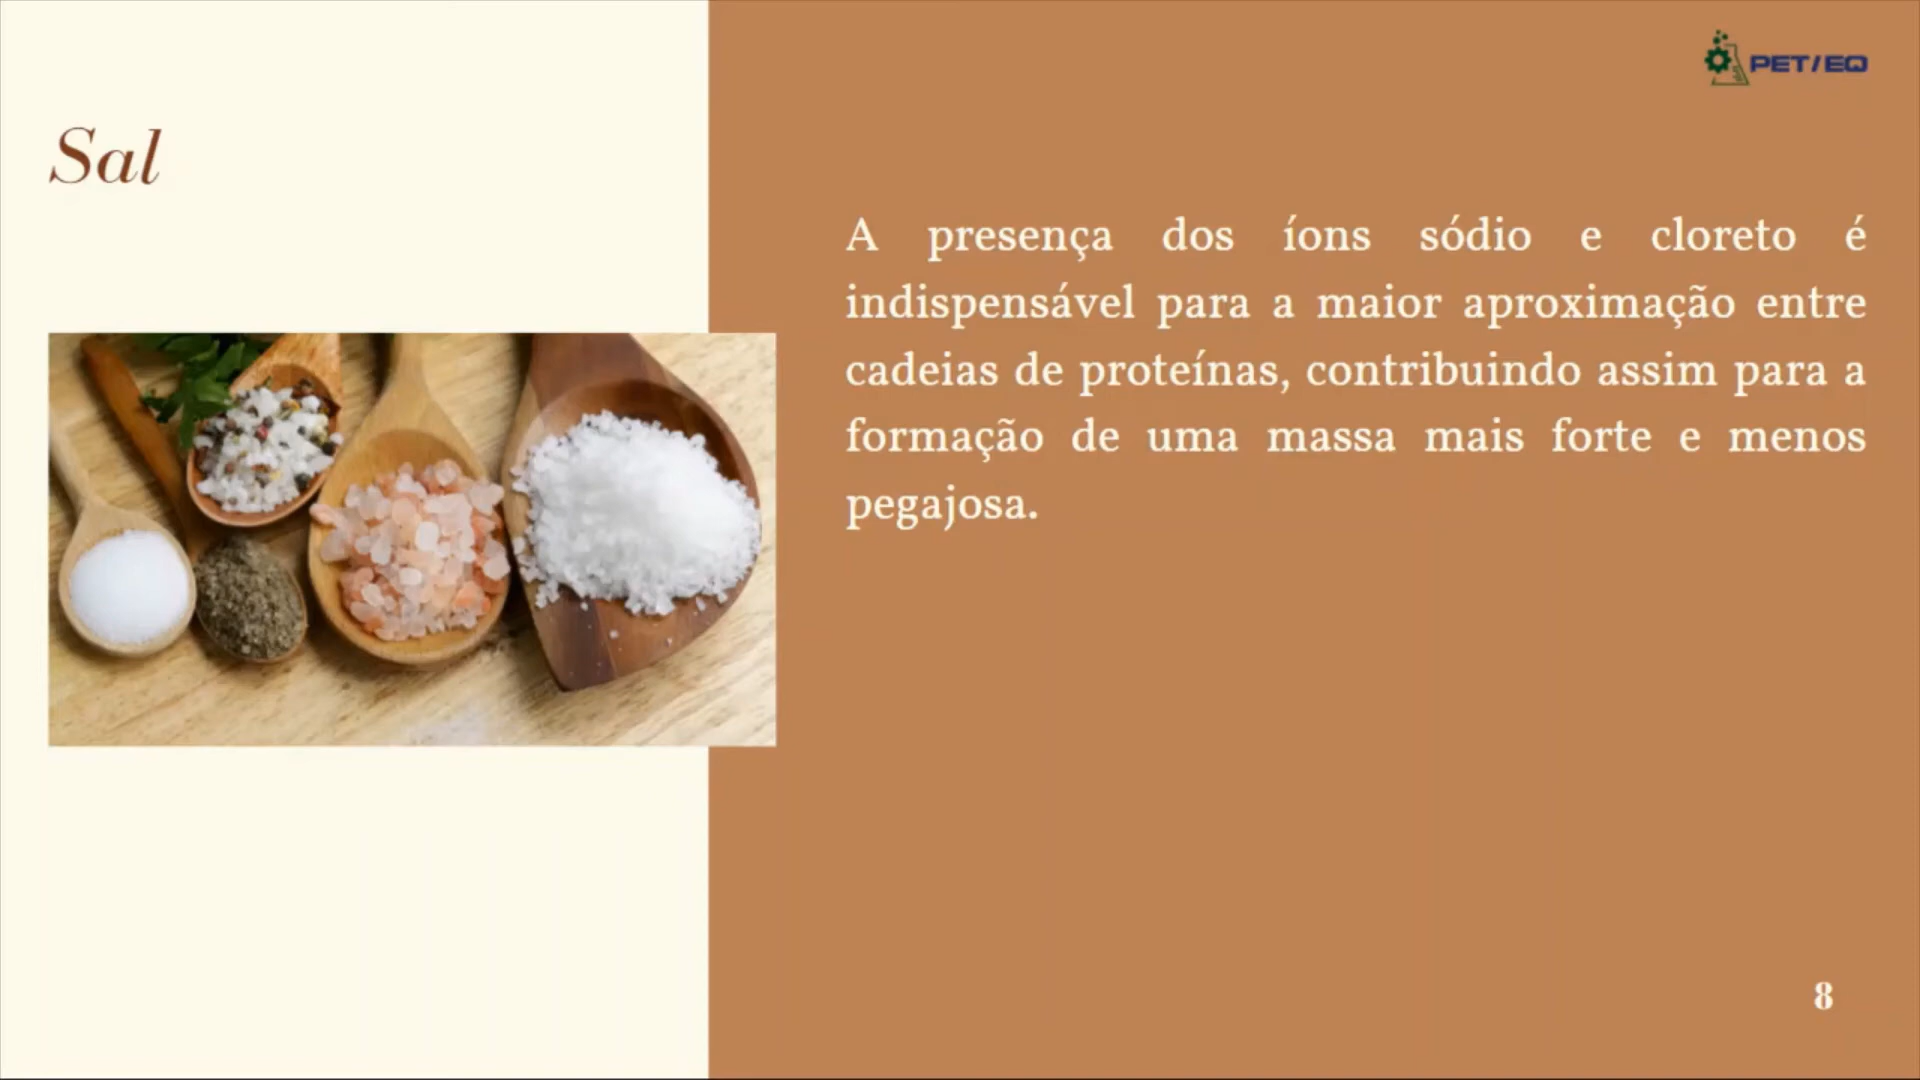 PET/EQ
Sal
A presença dos íons sódio e cloreto é
indispensável para a maior aproximação entre
cadeias de proteínas, contribuindo assim para a
formação de uma massa mais forte e menos
pegajosa.
8